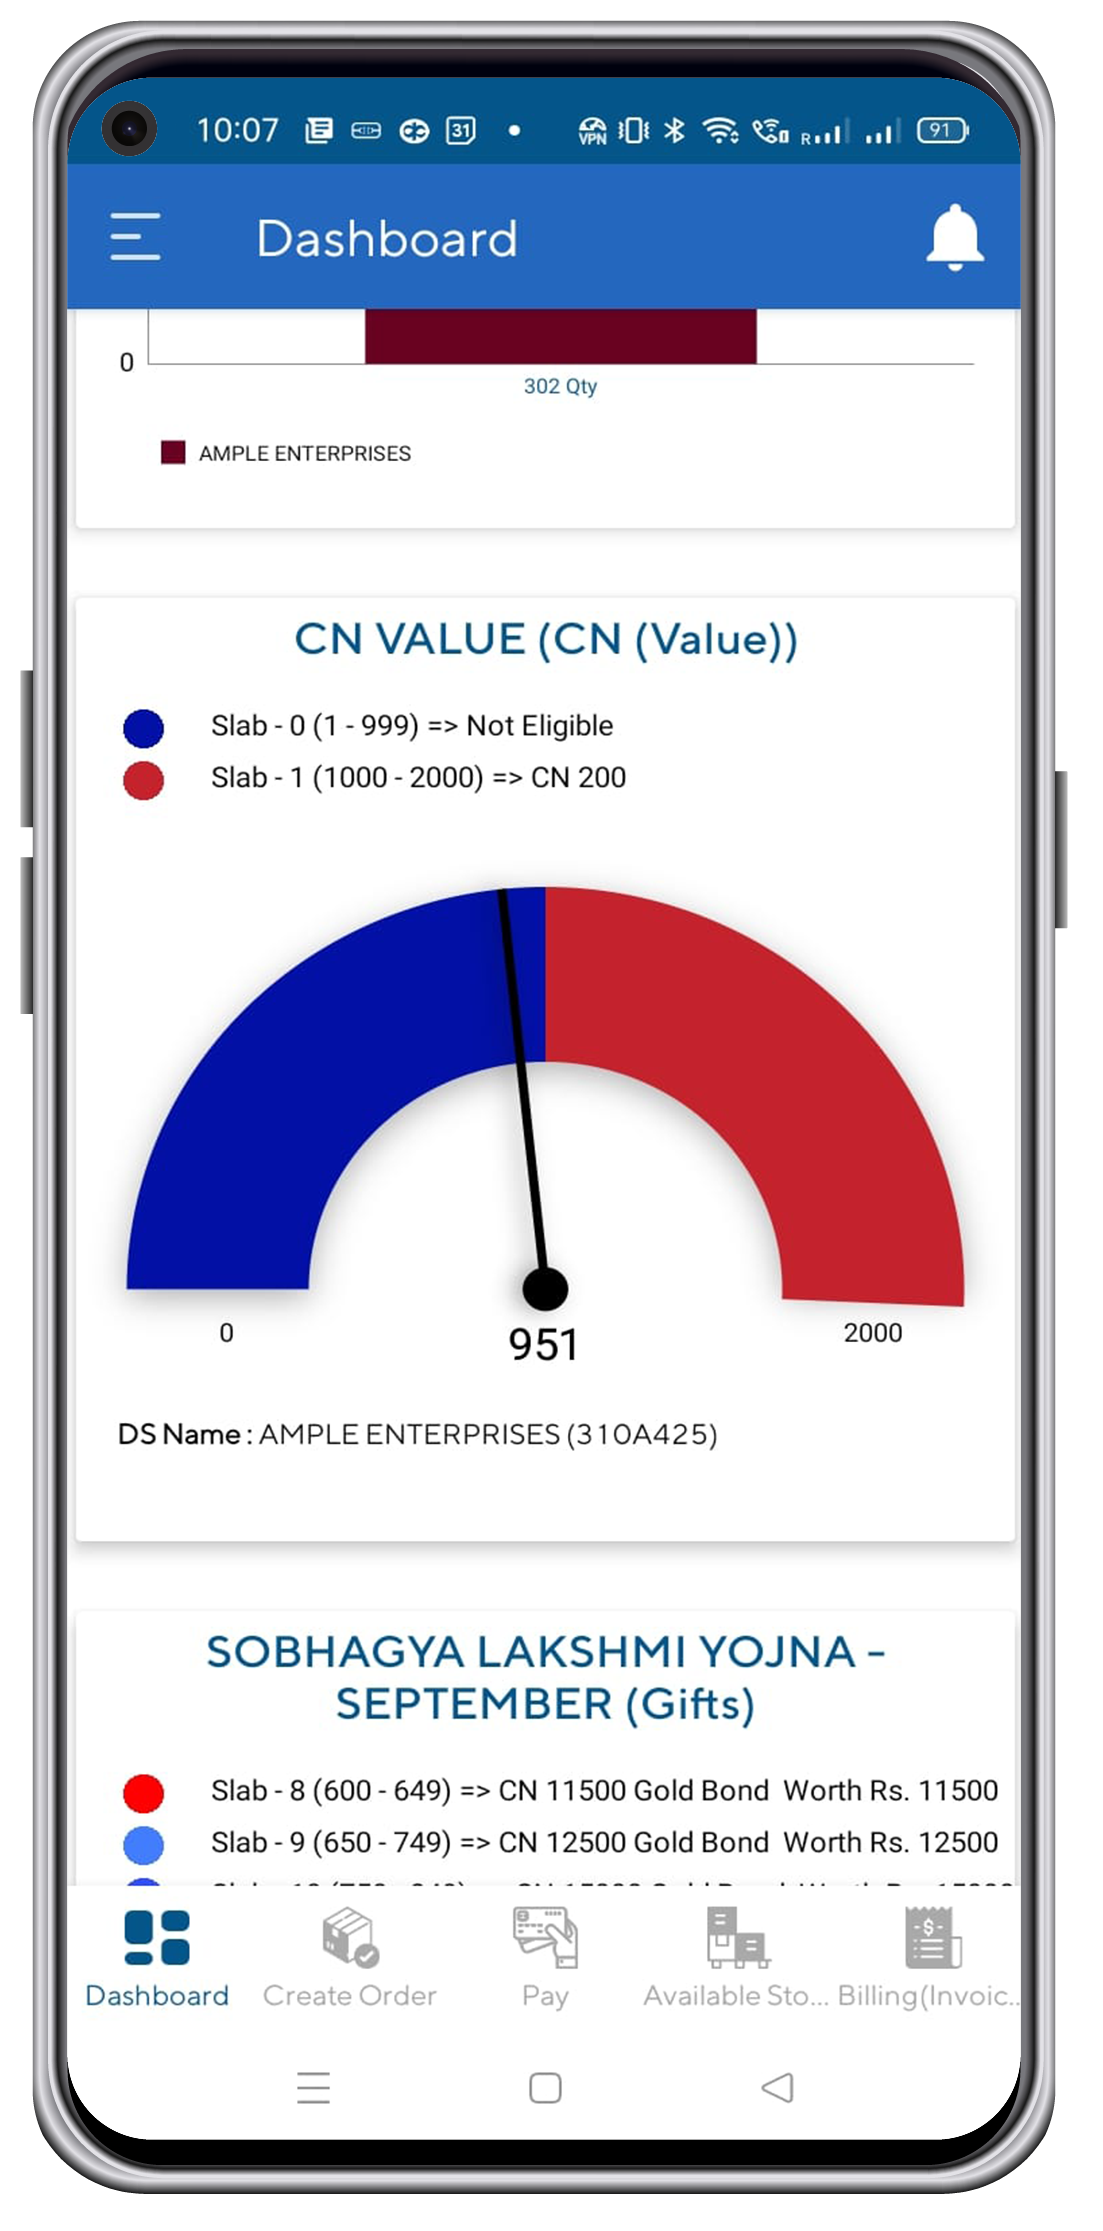 10:07 31 VPN R 91
Dashboard
0
302 Qty
AMPLE ENTERPRISES
CN VALUE (CN (Value))
Slab - 0 (1 - 999) => Not Eligible
Slab - 1 (1000 - 2000) => CN 200
0
951
2000
DS Name : AMPLE ENTERPRISES (310A425)
SOBHAGYA LAKSHMI YOJNA -
SEPTEMBER (Gifts)
Slab - 8 (600 - 649) => CN 11500 Gold Bond Worth Rs. 11500
Slab - 9 (650 - 749) => CN 12500 Gold Bond Worth Rs. 12500
Dashboard Create Order Pay Available Sto... Billing(Invoic...